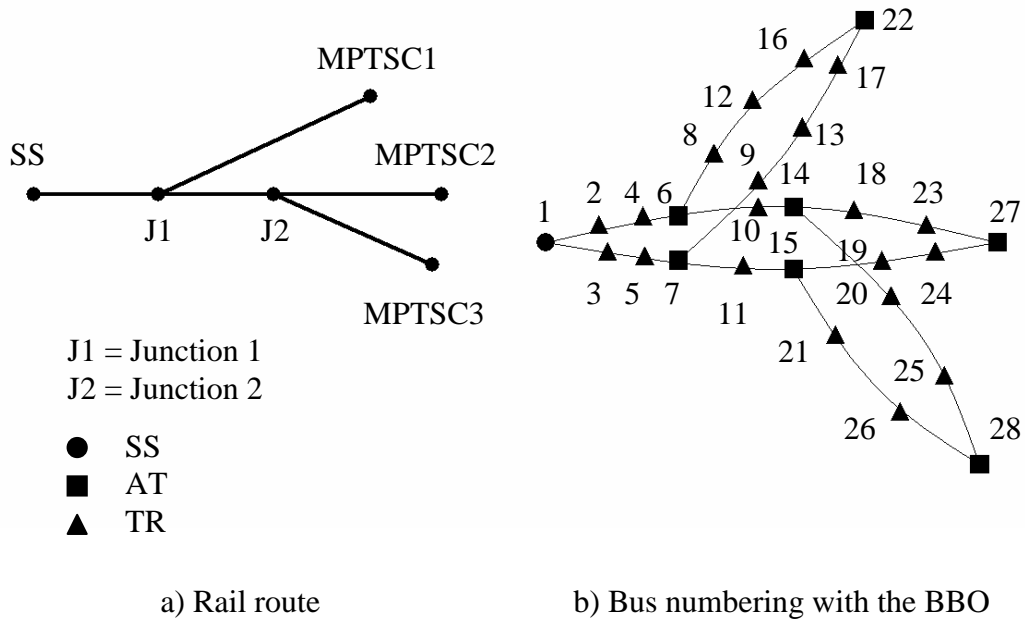 MPTSC1
SS
MPTSC2
J1
J2
MPTSC3
J1 = Junction 1
J2 = Junction 2
SS
AT
TR
a) Rail route
22
16
17
12
8
9
13
14
18
23
27
1
2
4
6
10
15
19
3
5
7
11
20
24
21
25
26
28
b) Bus numbering with the BBO